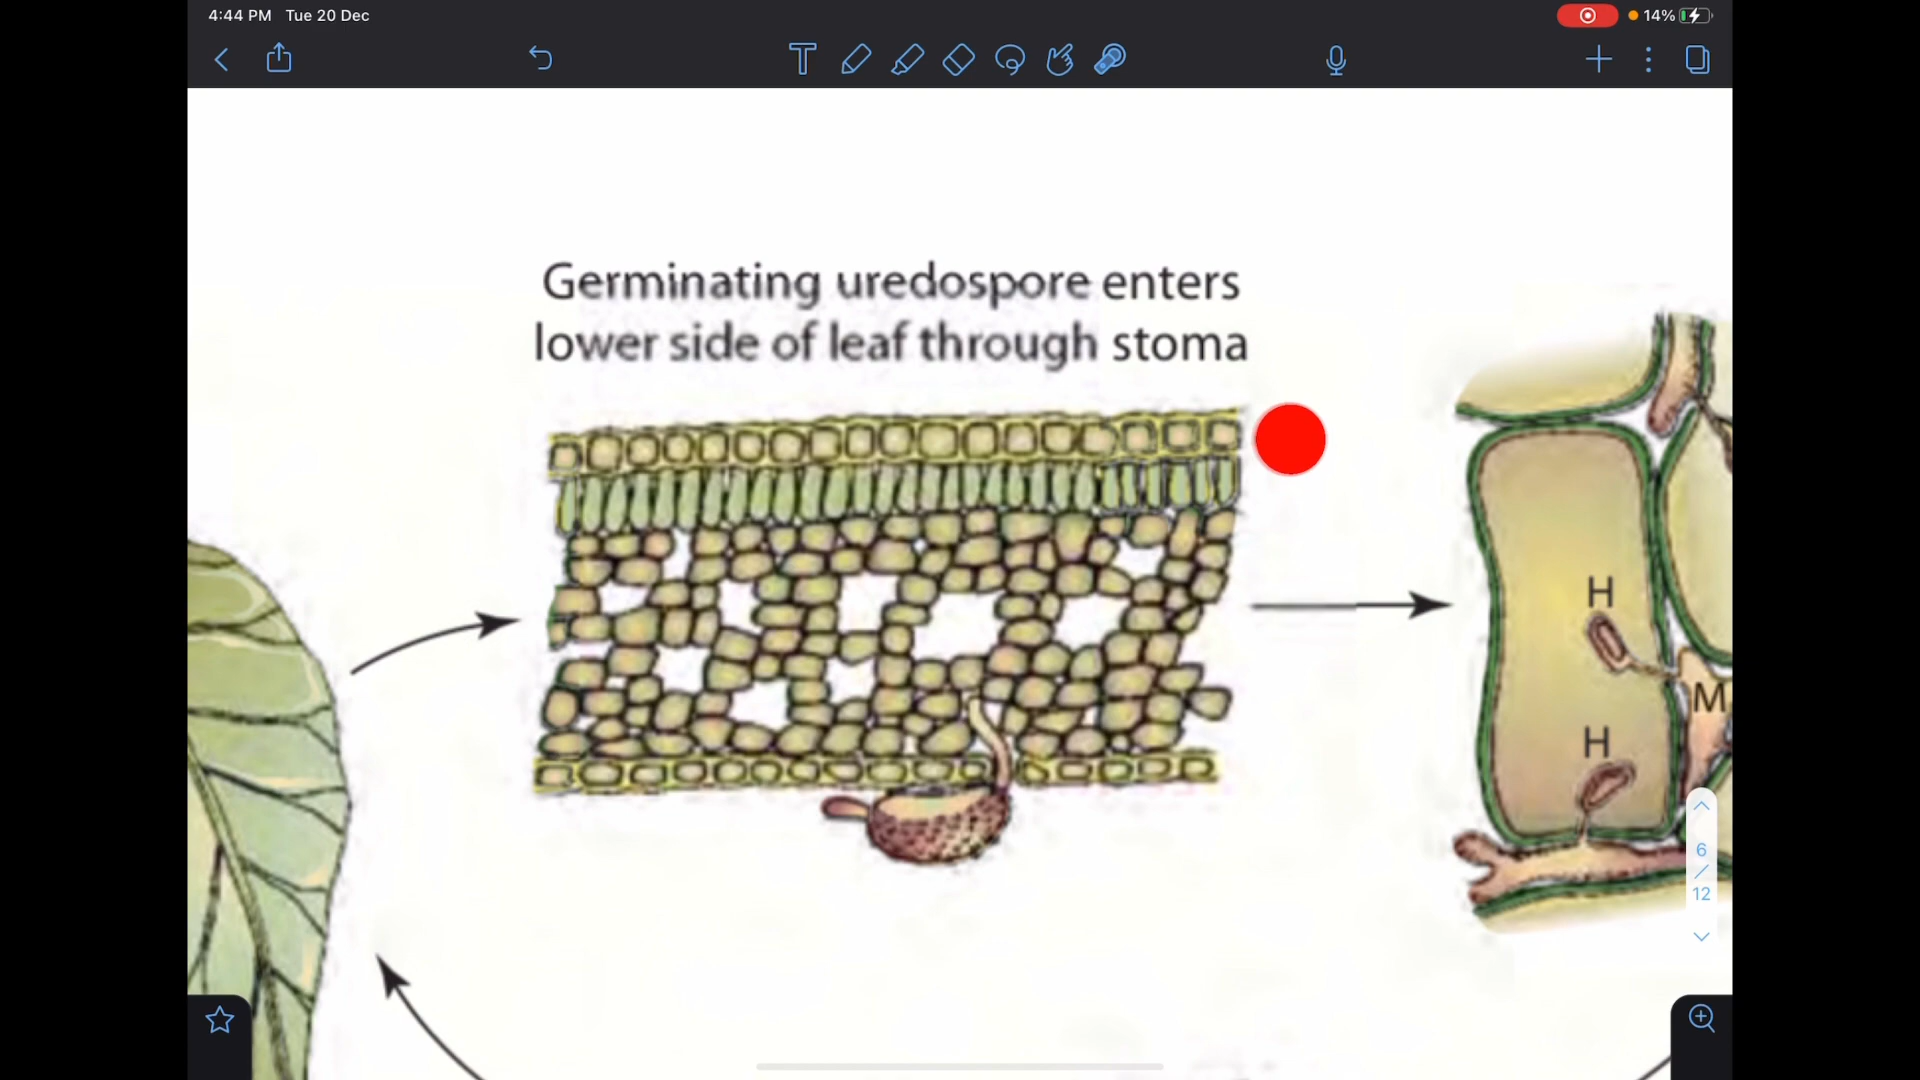 4:44 PM Tue 20 Dec
14%
Germinating uredospore enters
lower side of leaf through stoma
H
M
H
6
/
12